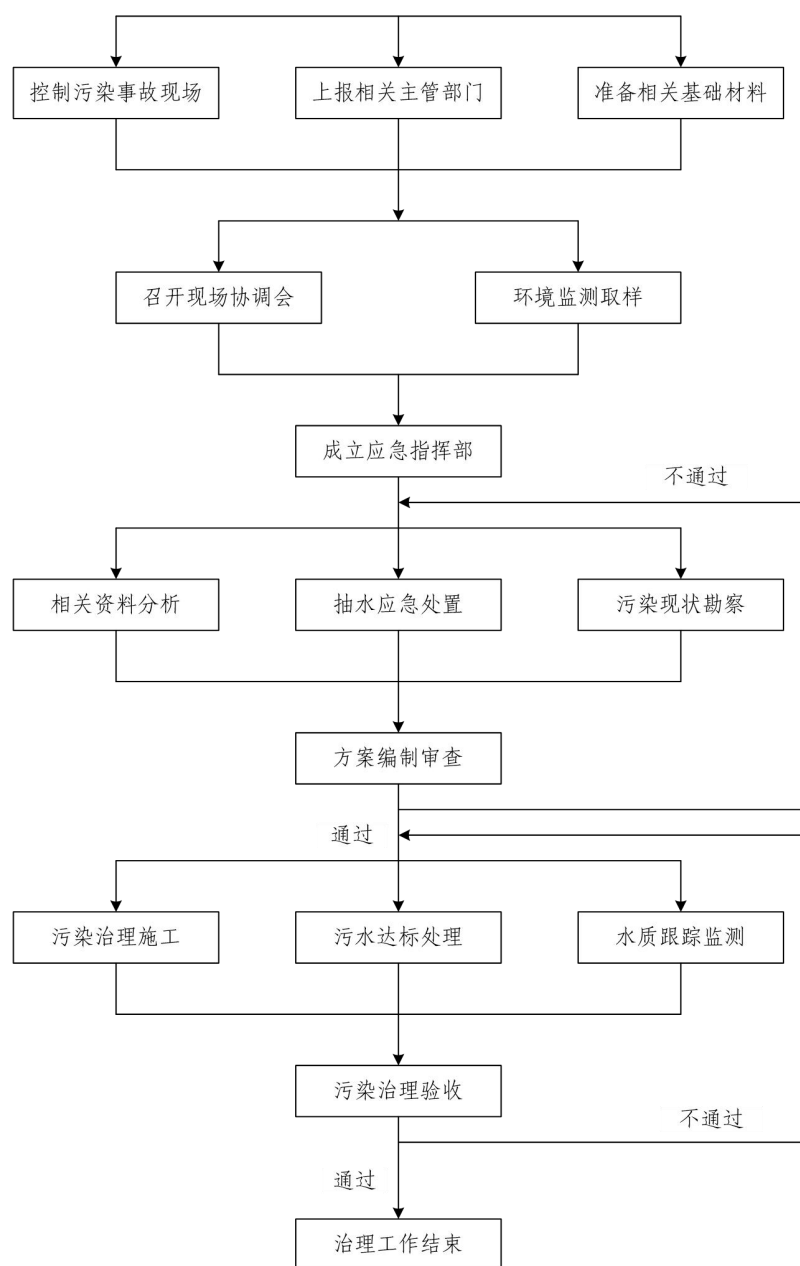 控制污染事故现场
上报相关主管部门
准备相关基础材料
召开现场协调会
环境监测取样
成立应急指挥部
不通过
相关资料分析
抽水应急处置
污染现状勘察
方案编制审查
通过
污染治理施工
污水达标处理
水质跟踪监测
污染治理验收
不通过
通过
治理工作结束